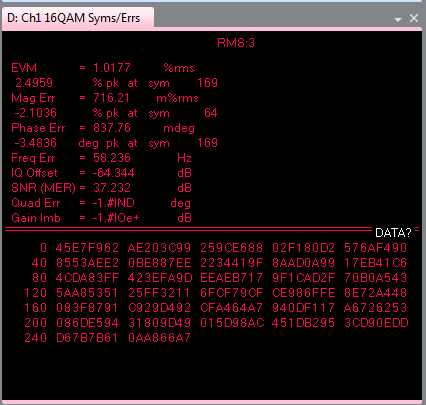 D: Ch1 16QAM Syms/Errs
RMS:3
EVM = 1.0177 %rms
2.4959 % pk at sym 169
Mag Err = 716.21 m%rms
-2.1036 % pk at sym 64
Phase Err = 837.76 mdeg
-3.4836 deg pk at sym 169
Freq Err = 58.236 Hz
IQ Offset = -64.344 dB
SNR (MER) = 37.232 dB
Quad Err = -1.#IND deg
Gain Imb = -1.#IOe+ dB
DATA?
0 45E7F962 AE203C99 259CE688 02F180D2 576AF490
40 8553AEE2 0BE887EE 2234419F 8AAD0A99 17EB41C6
80 4CDA83FF 423EFA9D EEAEB717 9F1CAD2F 70B0A543
120 5AA85351 25FF3211 6FCF79CF CE986FFE 8E72A448
160 083F8791 C929D492 CFA464A7 940DF117 A6726253
200 086DE594 31809D49 015D98AC 451DB295 3CD90EDD
240 D67B7B61 0AA866A7